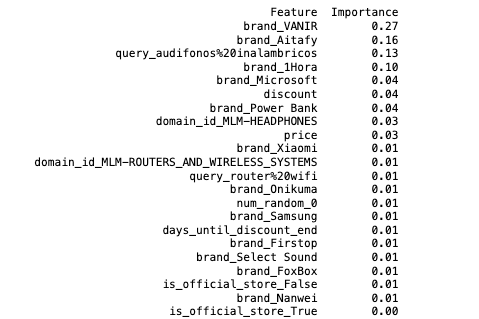 Feature Importance
brand_VANIR 0.27
brand_Aitafy 0.16
query_audifonos%20inalambricos 0.13
brand_1Hora 0.10
brand_Microsoft 0.04
discount 0.04
brand_Power Bank 0.04
domain_id_MLM-HEADPHONES 0.03
price 0.03
brand_Xiaomi 0.01
domain_id_MLM-ROUTERS_AND_WIRELESS_SYSTEMS 0.01
query_router%20wifi 0.01
brand_Onikuma 0.01
num_random_0 0.01
brand_Samsung 0.01
days_until_discount_end 0.01
brand_Firstop 0.01
brand_Select Sound 0.01
brand_FoxBox 0.01
is_official_store_False 0.01
brand_Nanwei 0.01
is_official_store_True 0.00